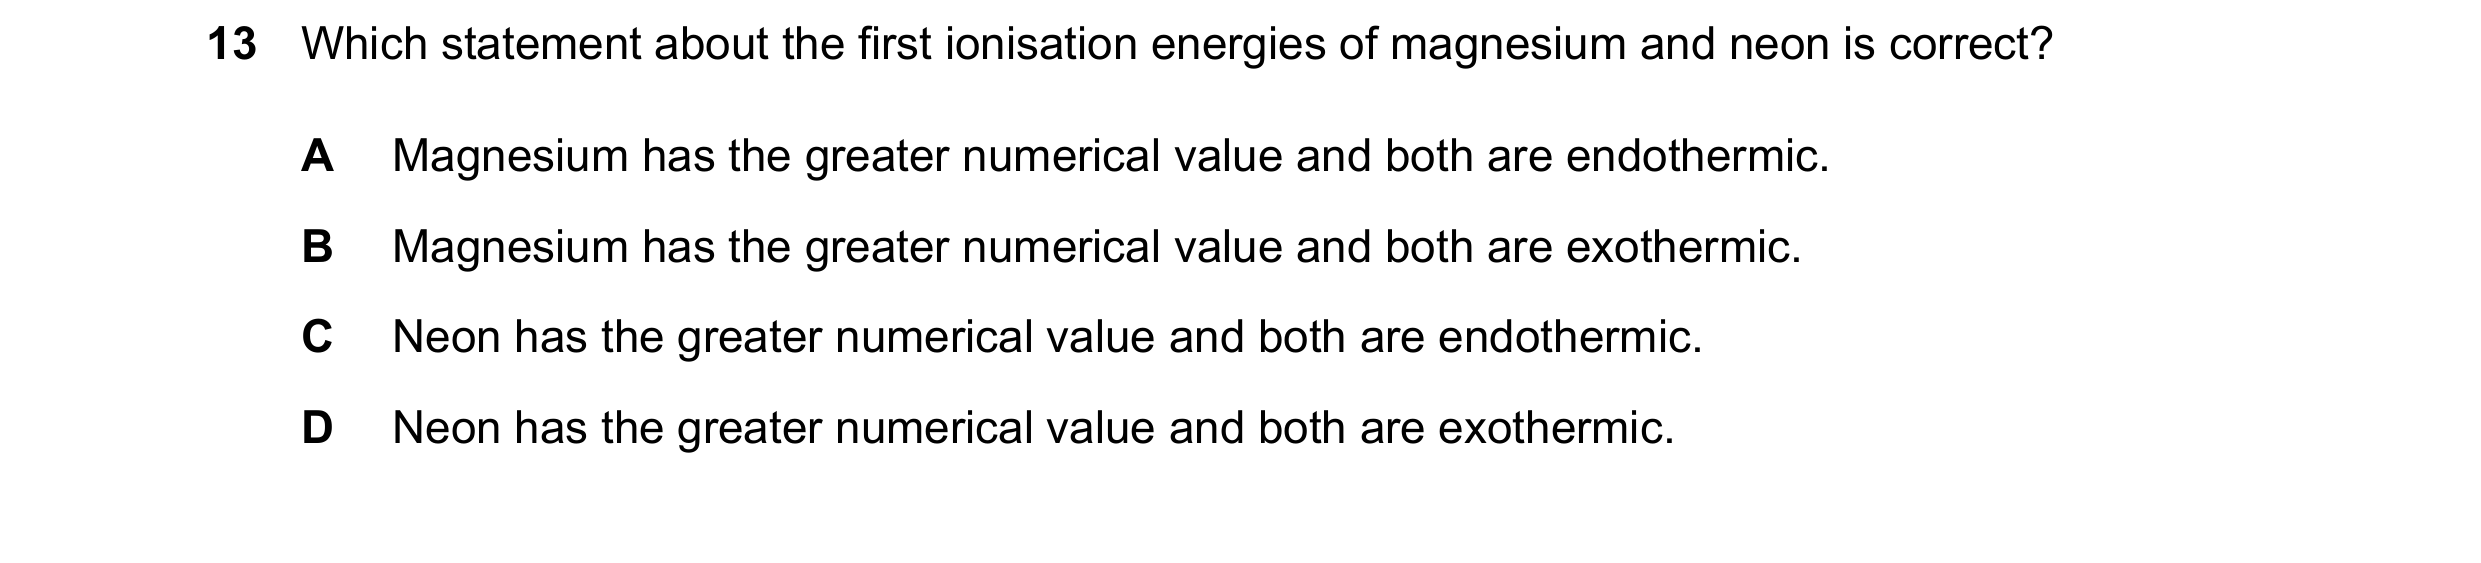 13 Which statement about the first ionisation energies of magnesium and neon is correct?
A Magnesium has the greater numerical value and both are endothermic.
B Magnesium has the greater numerical value and both are exothermic.
C Neon has the greater numerical value and both are endothermic.
D Neon has the greater numerical value and both are exothermic.